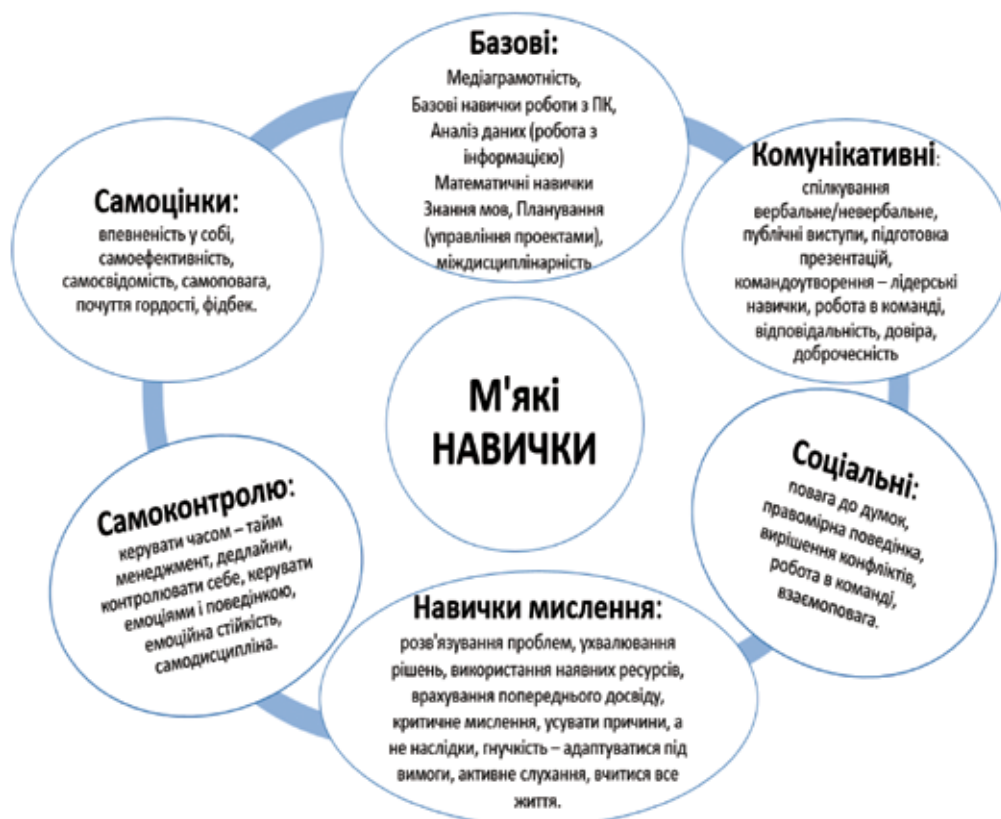 Базові:
Медіаграмотність,
Базові навички роботи з ПК,
Аналіз даних (робота з
інформацією)
Математичні навички
Знання мов, Планування
(управління проектами),
міждисциплінарність
Комунікативні:
спілкування
вербальне/невербальне,
публічні виступи, підготовка
презентацій,
командоутворення – лідерські
навички, робота в команді,
відповідальність, довіра,
доброчесність
Соціальні:
повага до думок,
правомірна поведінка,
вирішення конфліктів,
робота в команді,
взаємоповага.
Навички мислення:
розв'язування проблем, ухвалювання
рішень, використання наявних ресурсів,
врахування попереднього досвіду,
критичне мислення, усувати причини, а
не наслідки, гнучкість – адаптуватися під
вимоги, активне слухання, вчитися все
життя.
Самоконтролю:
керувати часом – тайм
менеджмент, дедлайни,
контролювати себе, керувати
емоціями і поведінкою,
емоційна стійкість,
самодисципліна.
Самоцінки:
впевненість у собі,
самоефективність,
самосвідомість, самоповага,
почуття гордості, фідбек.
М'які
НАВИЧКИ